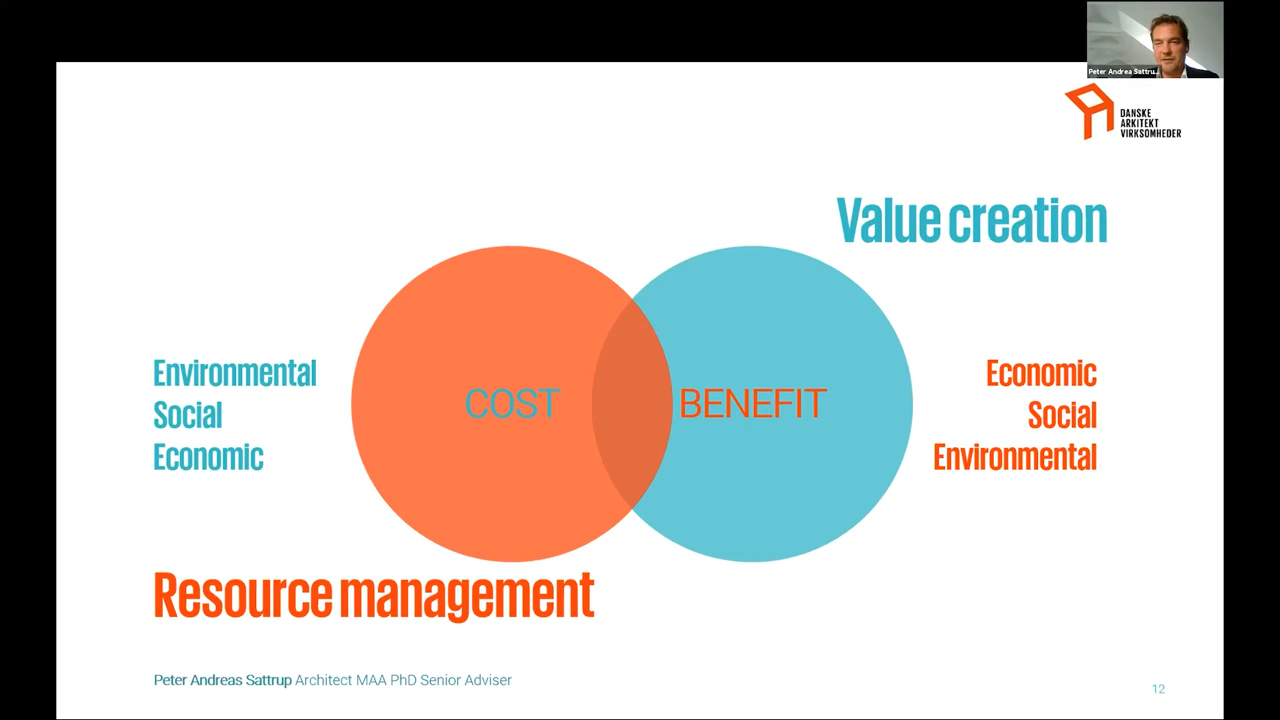 Peter Andrea Sattru...
DANSKE
ARKITEKT
VIRKSOMHEDER
Value creation
Environmental
Social
Economic
COST
BENEFIT
Economic
Social
Environmental
Resource management
Peter Andreas Sattrup Architect MAA PhD Senior Adviser
12